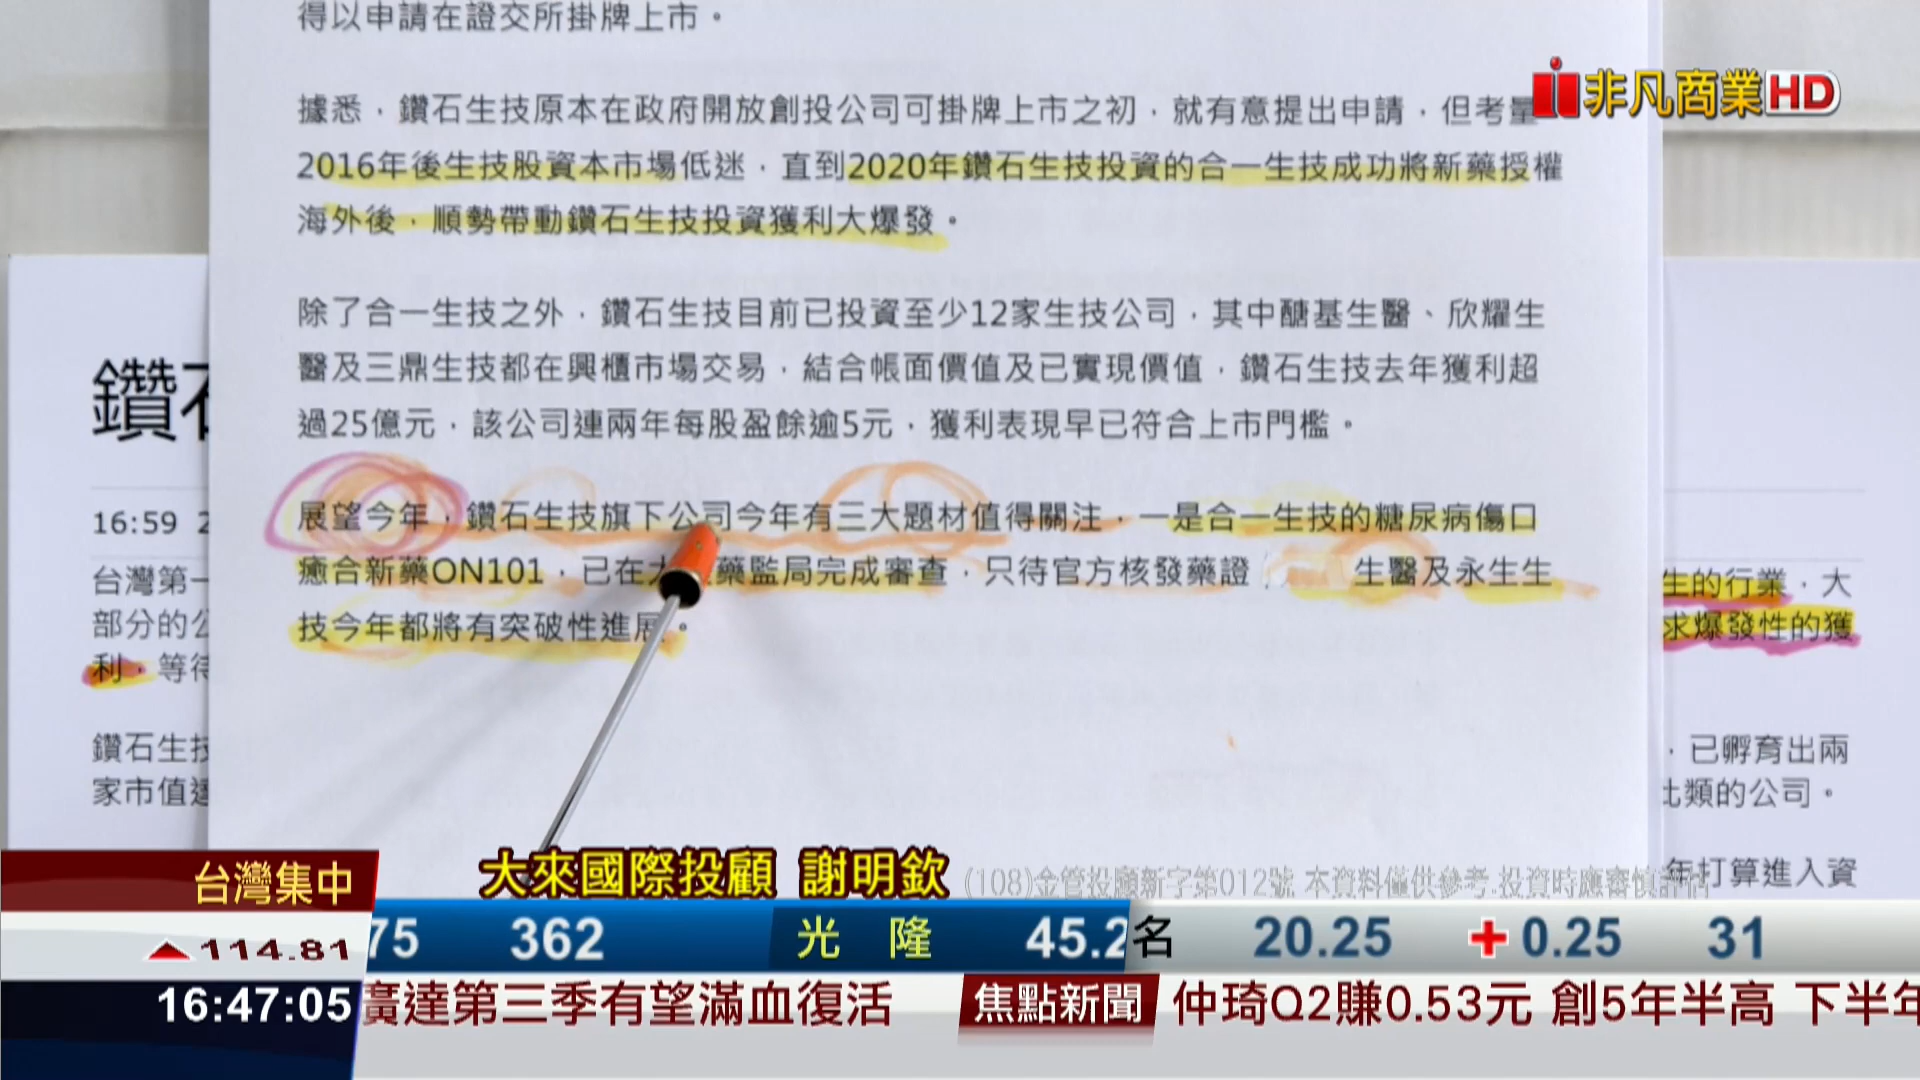 得以申請在證交所掛牌上市。
非凡商業HD
據悉，鑽石生技原本在政府開放創投公司可掛牌上市之初，就有意提出申請，但考量
2016年後生技股資本市場低迷，直到2020年鑽石生技投資的合一生技成功將新藥授權
海外後，順勢帶動鑽石生技投資獲利大爆發。
除了合一生技之外，鑽石生技目前已投資至少12家生技公司，其中醣基生醫、欣耀生
醫及三鼎生技都在興櫃市場交易，結合帳面價值及已實現價值，鑽石生技去年獲利超
過25億元，該公司連兩年每股盈餘逾5元，獲利表現早已符合上市門檻。
展望今年，鑽石生技旗下公司今年有三大題材值得關注，一是合一生技的糖尿病傷口
癒合新藥ON101，已在大 藥監局完成審查，只待官方核發藥證 生醫及永生生
技今年都將有突破性進展。
鑽石
16:59 2
台灣第一
部分的公
利，等待
鑽石生技
家市值達
生的行業，大
求爆發性的獲
，已孵育出兩
比類的公司。
年打算進入資
大來國際投顧 謝明欽
(108)金管投顧新字第012號 本資料僅供參考.投資時應審慎評估
台灣集中
114.81
75 362 光隆 45.2
名 20.25 +0.25 31
16:47:05
廣達第三季有望滿血復活
焦點新聞 仲琦Q2賺0.53元 創5年半高 下半年